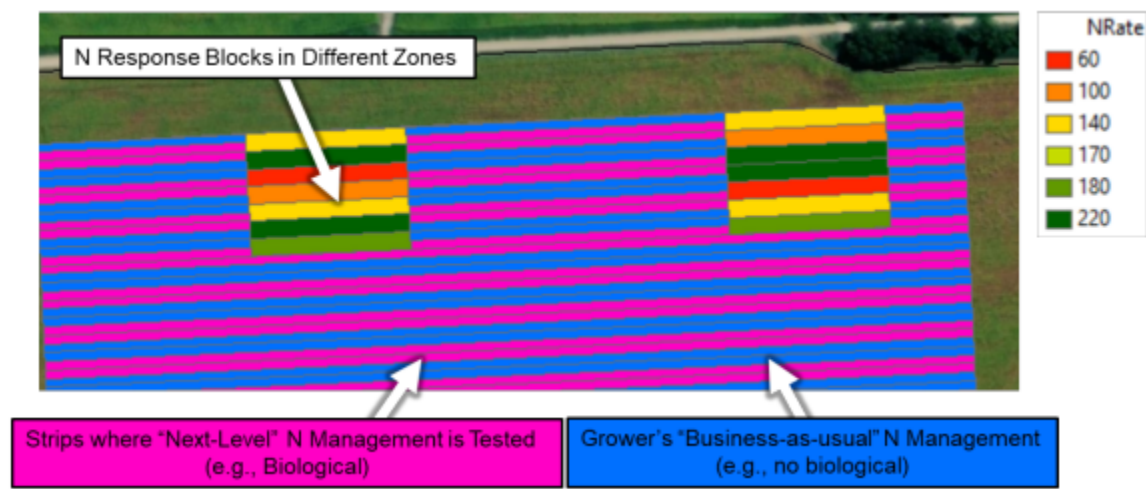 N Response Blocks in Different Zones
NRate
60
100
140
170
180
220
Strips where “Next-Level” N Management is Tested
(e.g., Biological)
Grower’s “Business-as-usual” N Management
(e.g., no biological)